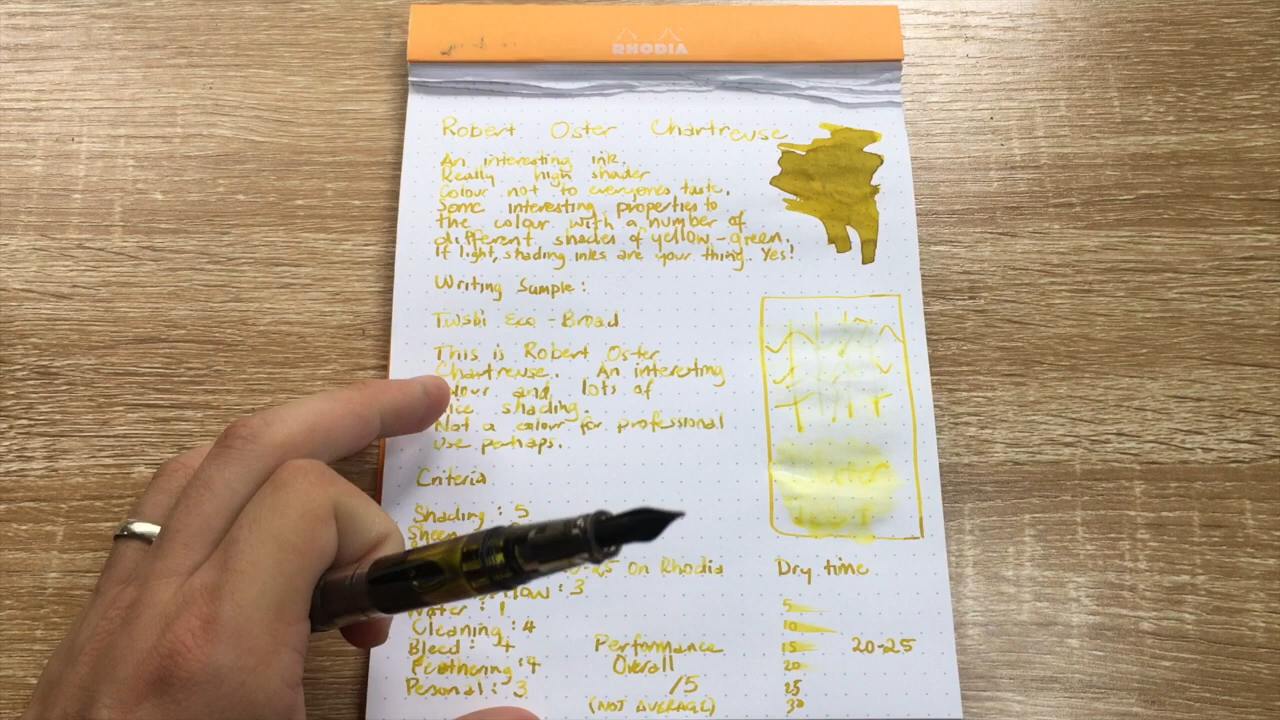 RHODIA
Robert Oster Chartreuse
An interesting ink.
Really high shader
Colour not to everyones taste.
Some interesting properties to
the colour with a number of
different shades of yellow-green.
If light, shading inks are your thing. Yes!
Writing Sample:
Twsbi Eco - Broad
This is Robert Oster
Chartreuse. An interesting
and lots of
shading.
Not a colour for professional
use perhaps.
Criteria
Shading: 5
Sheen
25 on Rhodia
: 3
Water: 1
Cleaning: 4
Bleed: 4
Feathering: 4
Personal: 3
Performance
Overall
/5
(NOT AVERAGE)
Dry time
5
10
15
20
25
30
20-25